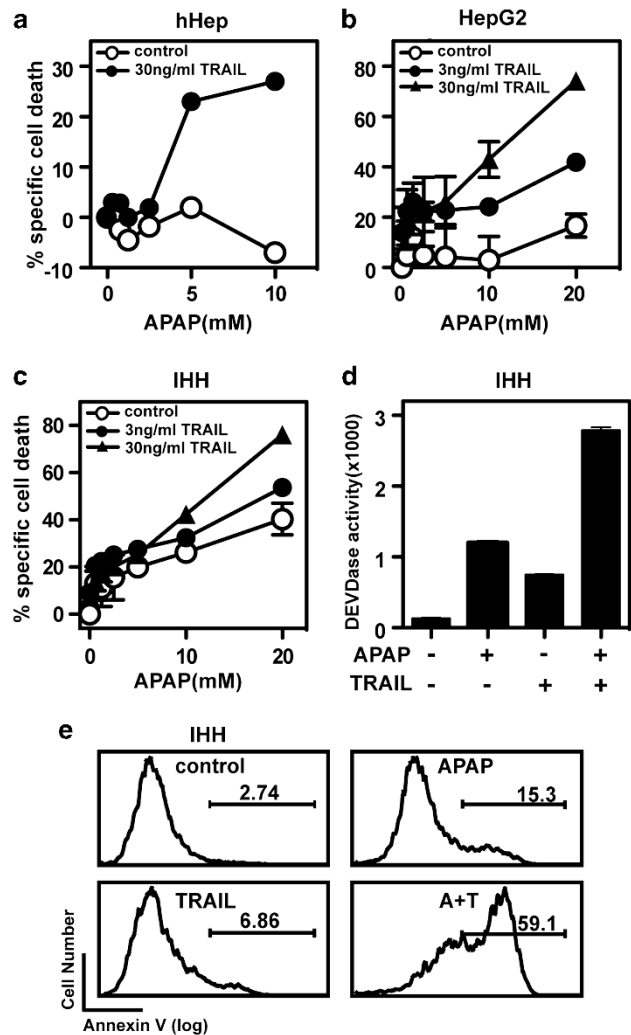 a
hHep
control
30ng/ml TRAIL
% specific cell death
30
20
10
0
-10
0
5
10
APAP(mM)
b
HepG2
control
3ng/ml TRAIL
30ng/ml TRAIL
80
60
40
20
0
0
10
20
APAP(mM)
c
IHH
control
3ng/ml TRAIL
30ng/ml TRAIL
% specific cell death
80
60
40
20
0
0
5
10
15
20
APAP(mM)
d
IHH
DEVDase activity(x1000)
3
2
1
0
APAP - + - +
TRAIL - - + +
e
IHH
control
2.74
APAP
15.3
TRAIL
6.86
A+T
59.1
Cell Number
Annexin V (log)